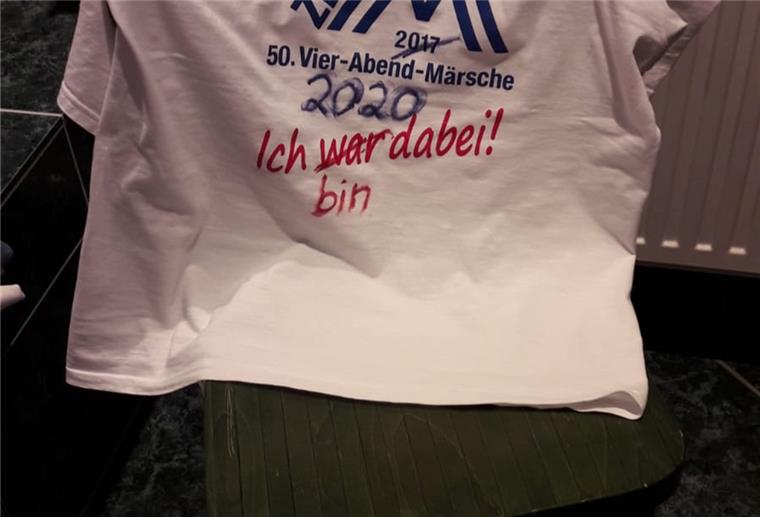 2017
50. Vier-Abend-Märsche
2020
Ich war dabei!
bin